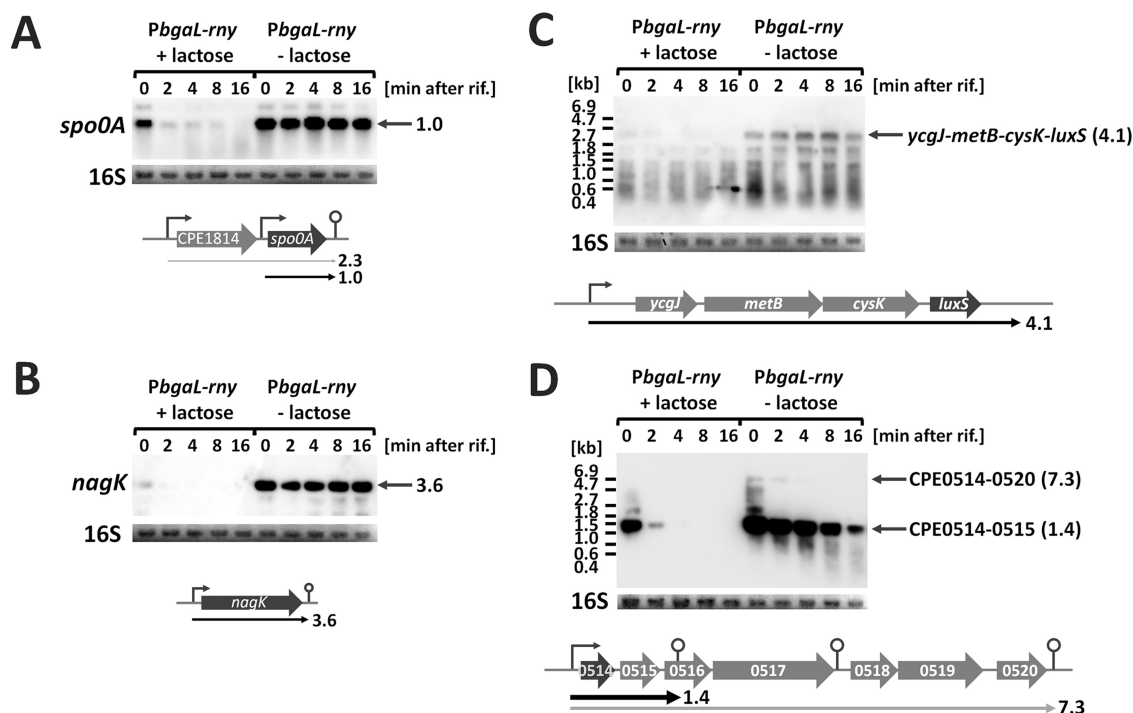 A
PbgaL-rny
+ lactose
PbgaL-rny
- lactose
0 2 4 8 16 0 2 4 8 16 [min after rif.]
spo0A
1.0
16S
CPE1814
spo0A
2.3
1.0
B
PbgaL-rny
+ lactose
PbgaL-rny
- lactose
0 2 4 8 16 0 2 4 8 16 [min after rif.]
nagK
3.6
16S
nagK
3.6
C
PbgaL-rny
+ lactose
PbgaL-rny
- lactose
[kb] 0 2 4 8 16 0 2 4 8 16 [min after rif.]
6.9
4.7
2.7
1.8
1.5
1.0
0.6
0.4
ycgJ-metB-cysK-luxS (4.1)
16S
ycgJ metB cysK luxS
4.1
D
PbgaL-rny
+ lactose
PbgaL-rny
- lactose
0 2 4 8 16 0 2 4 8 16 [min after rif.]
[kb]
6.9
4.7
2.7
1.8
1.5
1.0
0.6
0.4
CPE0514-0520 (7.3)
CPE0514-0515 (1.4)
16S
0514 0515 0516 0517 0518 0519 0520
1.4
7.3